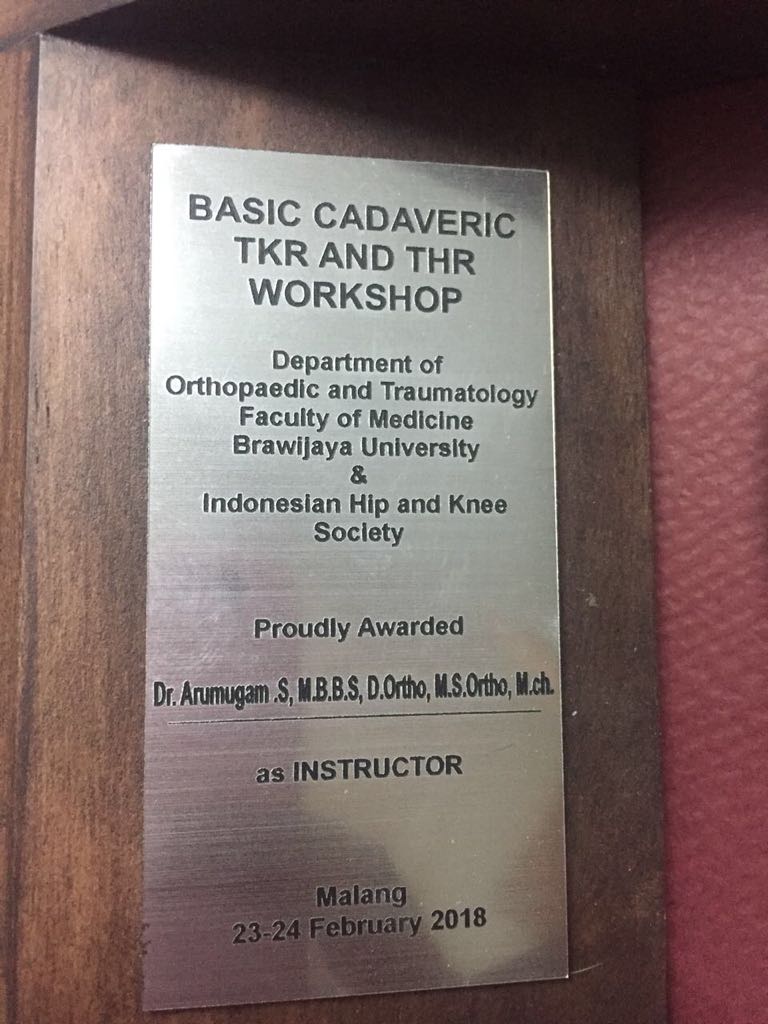 BASIC CADAVERIC
TKR AND THR
WORKSHOP
Department of
Orthopaedic and Traumatology
Faculty of Medicine
Brawijaya University
&
Indonesian Hip and Knee
Society
Proudly Awarded
Dr. Arumugam .S, M.B.B.S, D.Ortho, M.S.Ortho, M.ch.
as INSTRUCTOR
Malang
23-24 February 2018